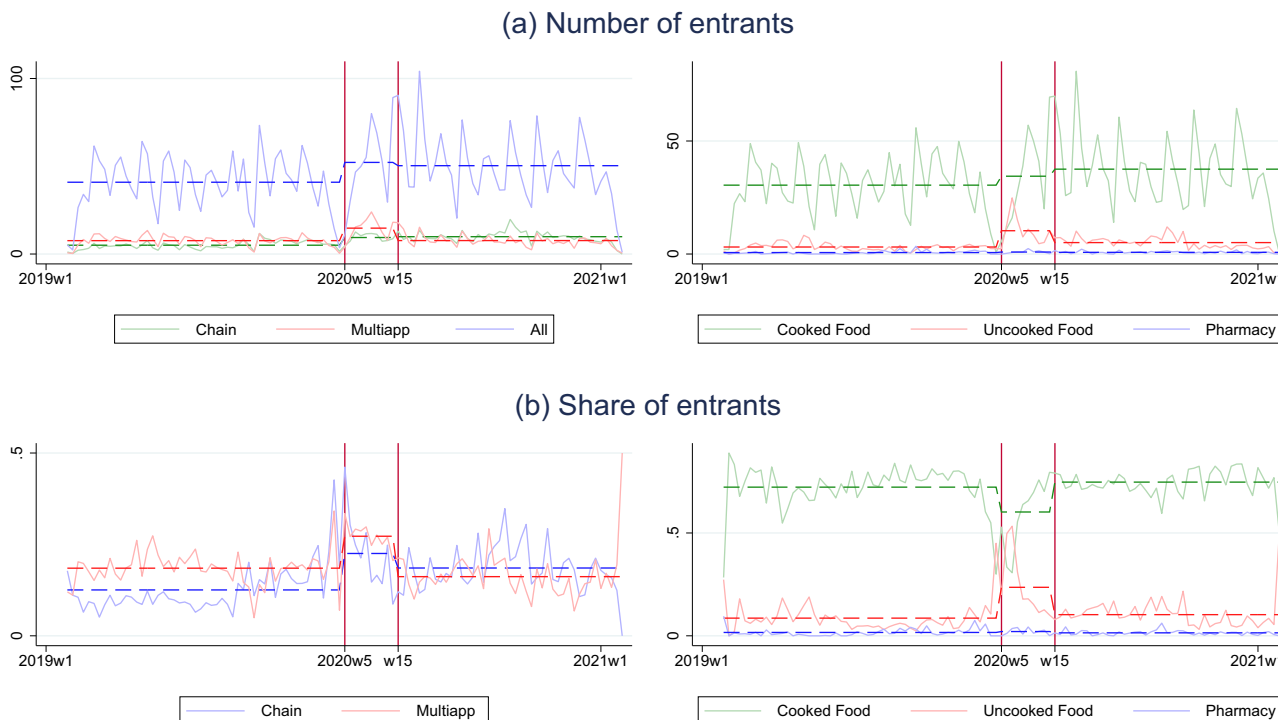 (a) Number of entrants
100
0
2019w1 2020w5 w15 2021w1
Chain Multiapp All
50
0
2019w1 2020w5 w15 2021w1
Cooked Food Uncooked Food Pharmacy
(b) Share of entrants
.5
0
2019w1 2020w5 w15 2021w1
Chain Multiapp
.5
0
2019w1 2020w5 w15 2021w1
Cooked Food Uncooked Food Pharmacy